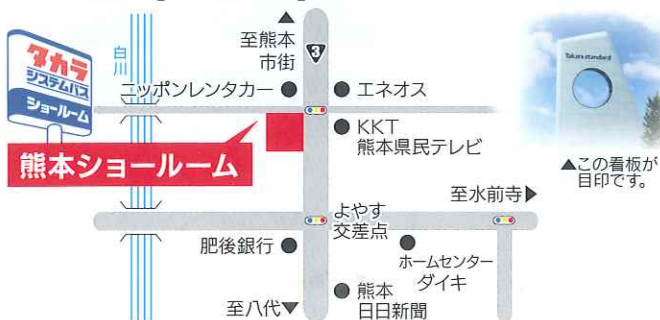 タカラ
システムバス
ショールーム
白川
至熊本
市街
3
ニッポンレンタカー
エネオス
KKT
熊本県民テレビ
熊本ショールーム
Takara standard
▲この看板が
目印です。
至水前寺▶
よやす
交差点
肥後銀行
ホームセンター
ダイキ
熊本
日日新聞
至八代▼